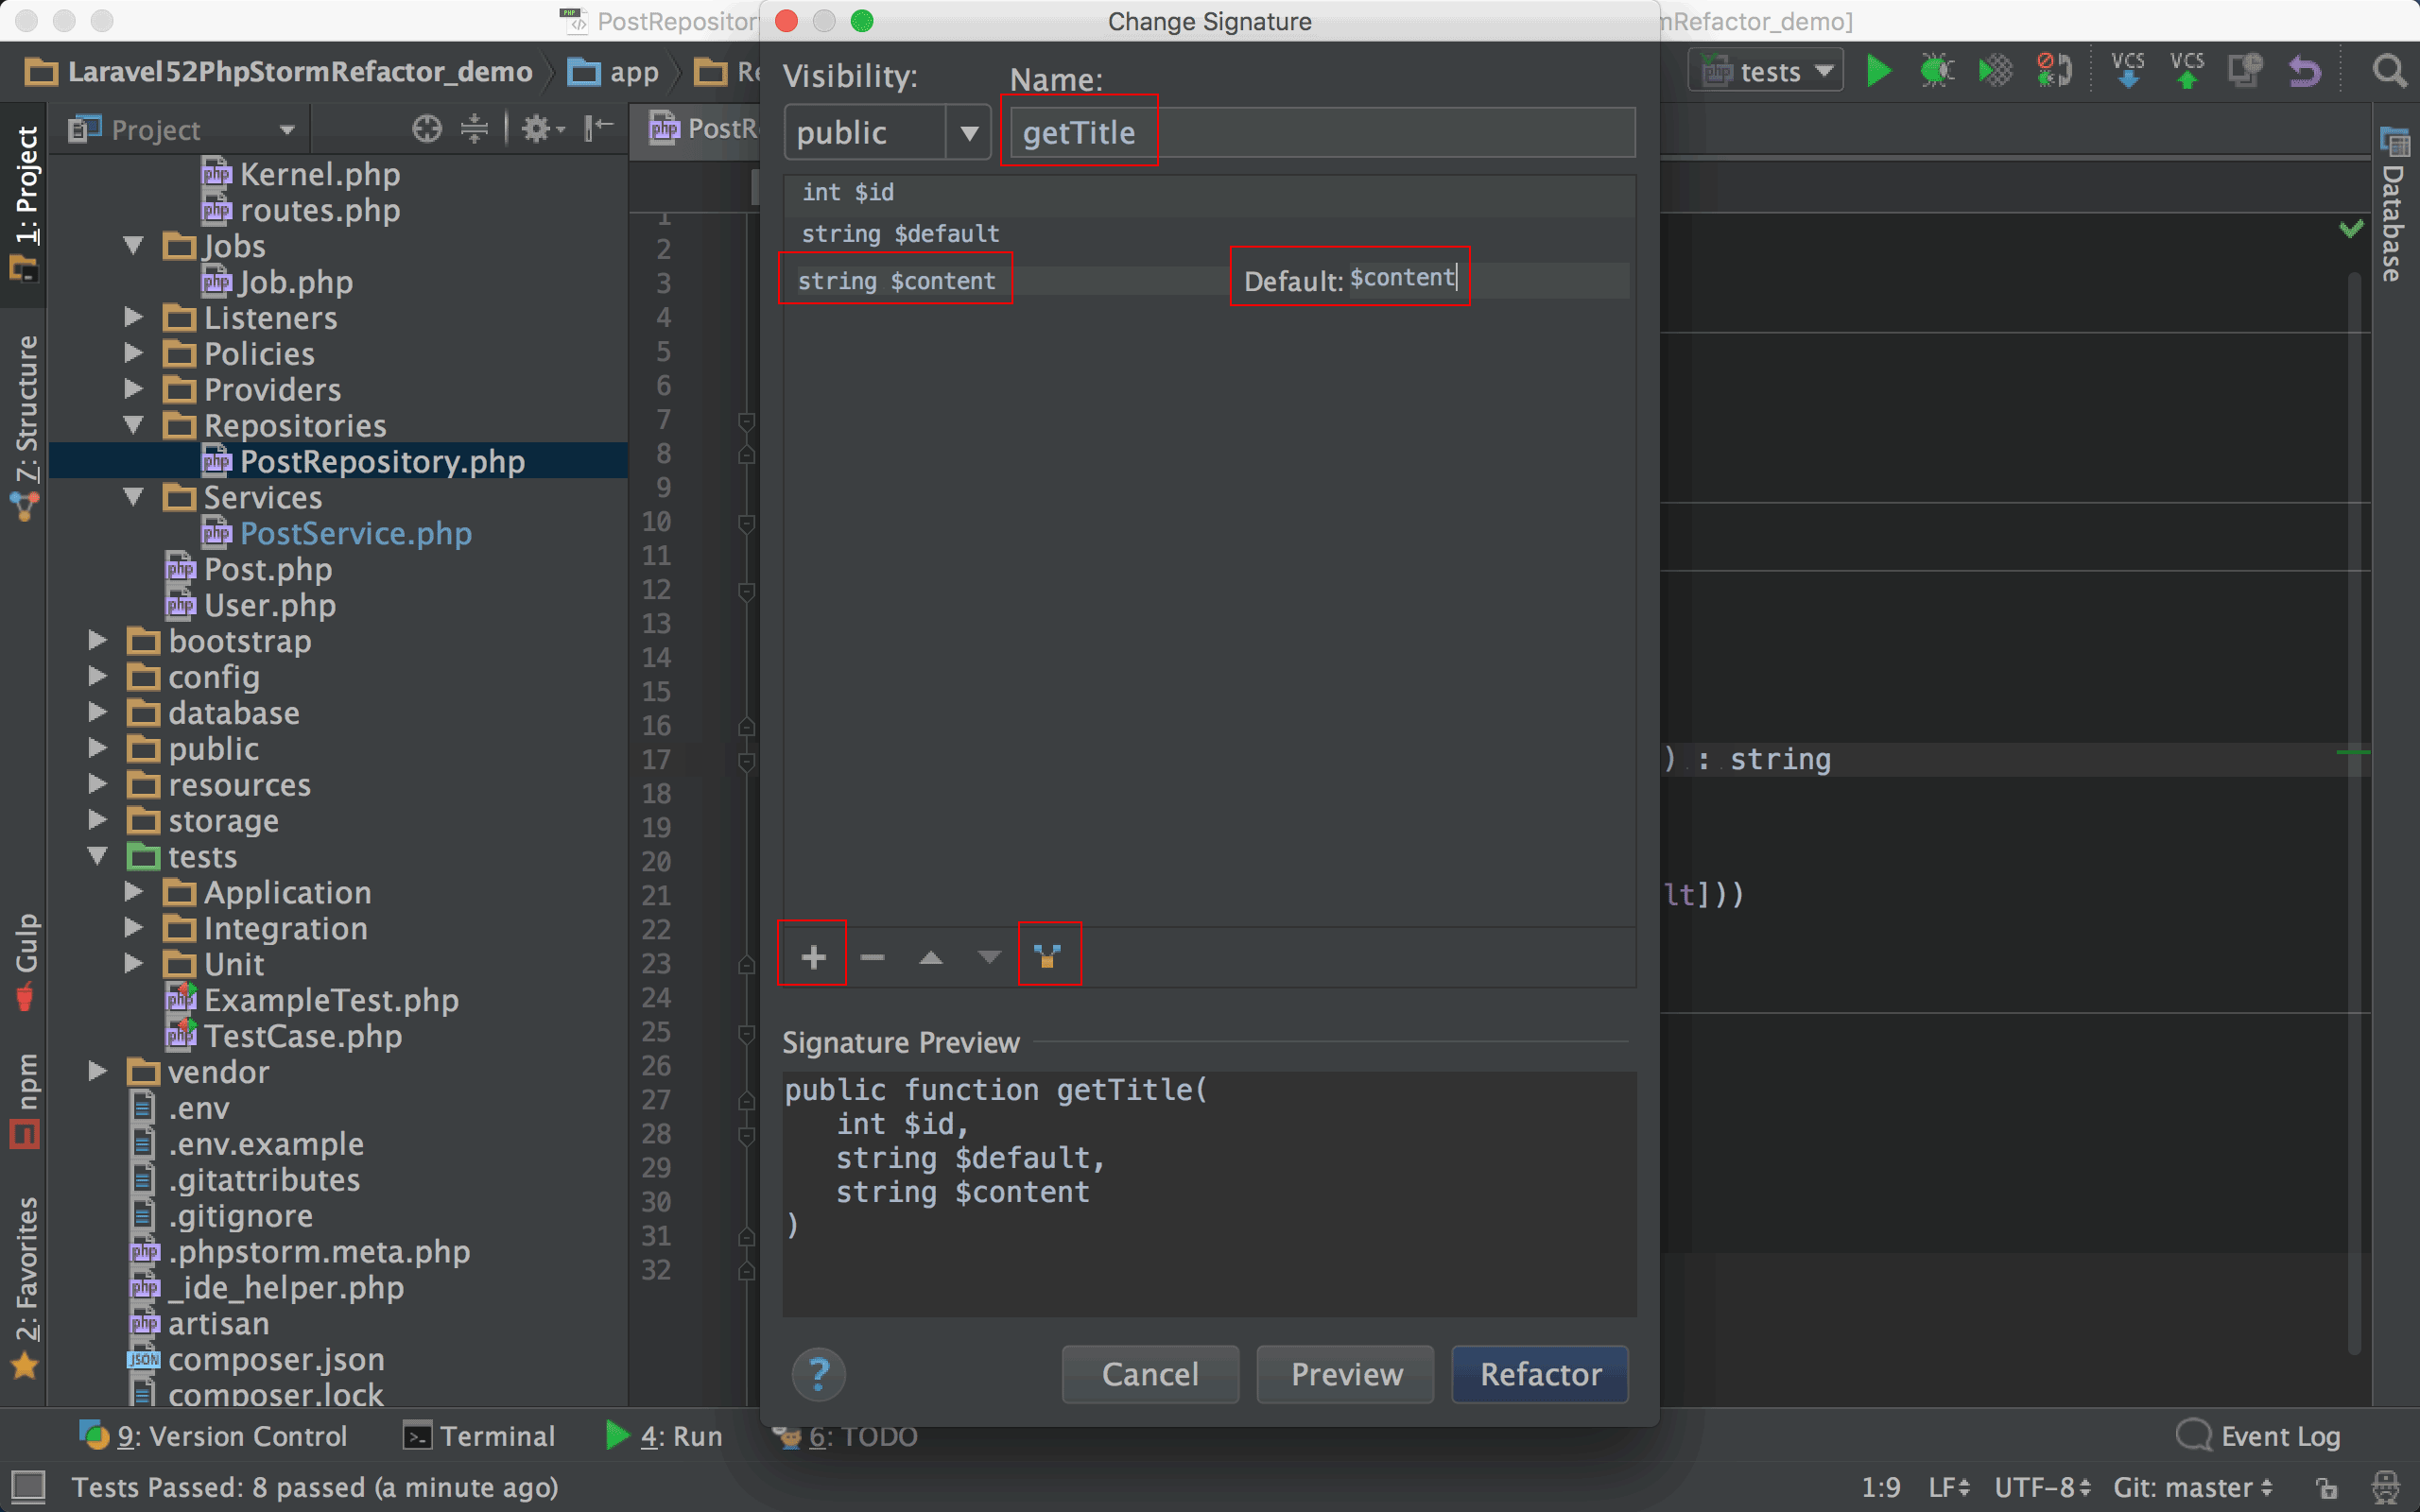 PostRepository
Change Signature
mRefactor_demo]
Laravel52PhpStormRefactor_demo
app
Re
tests
VCS
VCS
Project
PostRe
1: Project
Z: Structure
Gulp
npm
2: Favorites
Kernel.php
routes.php
Jobs
Job.php
Listeners
Policies
Providers
Repositories
PostRepository.php
Services
PostService.php
Post.php
User.php
bootstrap
config
database
public
resources
storage
tests
Application
Integration
Unit
ExampleTest.php
TestCase.php
vendor
.env
.env.example
.gitattributes
.gitignore
.phpstorm.meta.php
_ide_helper.php
artisan
composer.json
composer.lock
1
2
3
4
5
6
7
8
9
10
11
12
13
14
15
16
17
18
19
20
21
22
23
24
25
26
27
28
29
30
31
32
Visibility:
Name:
public
getTitle
int $id
string $default
string $content
Default: $content
Signature Preview
public function getTitle(
int $id,
string $default,
string $content
)
?
Cancel
Preview
Refactor
) : string
lt]))
Database
9: Version Control
Terminal
4: Run
6: TODO
Event Log
Tests Passed: 8 passed (a minute ago)
1:9
LF
UTF-8
Git: master